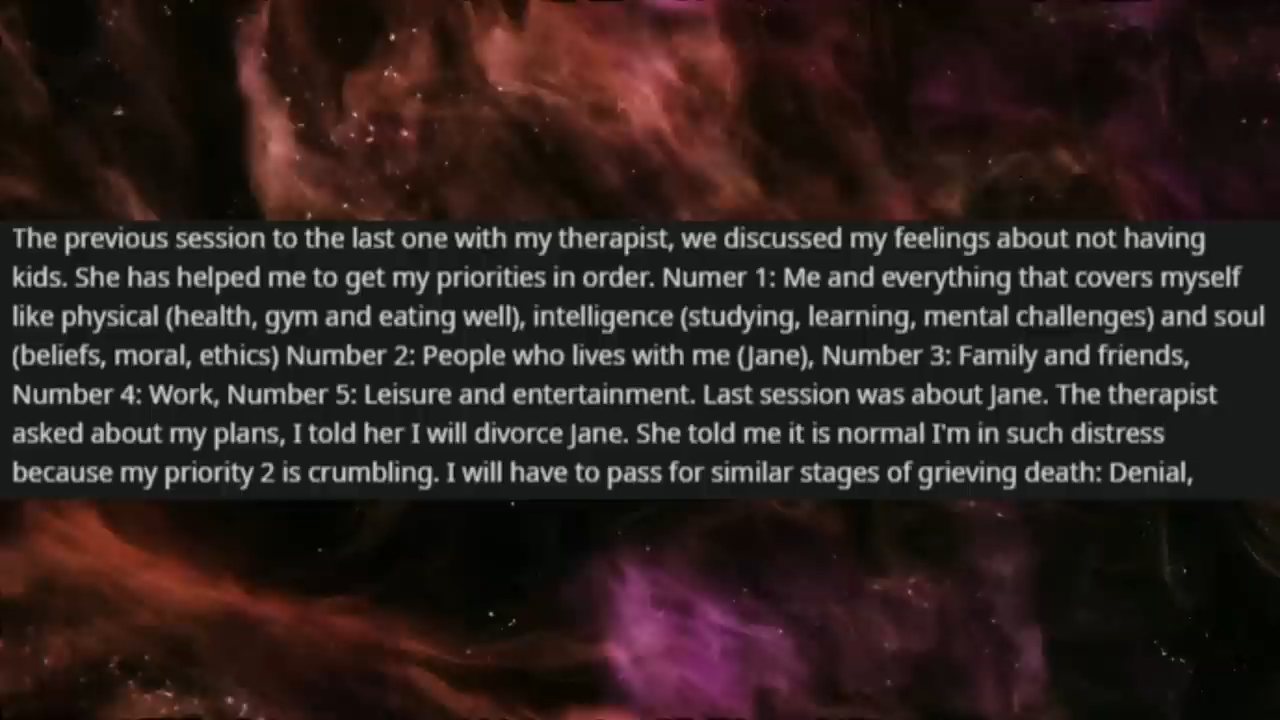 The previous session to the last one with my therapist, we discussed my feelings about not having
kids. She has helped me to get my priorities in order. Numer 1: Me and everything that covers myself
like physical (health, gym and eating well), intelligence (studying, learning, mental challenges) and soul
(beliefs, moral, ethics) Number 2: People who lives with me (Jane), Number 3: Family and friends,
Number 4: Work, Number 5: Leisure and entertainment. Last session was about Jane. The therapist
asked about my plans, I told her I will divorce Jane. She told me it is normal I'm in such distress
because my priority 2 is crumbling. I will have to pass for similar stages of grieving death: Denial,